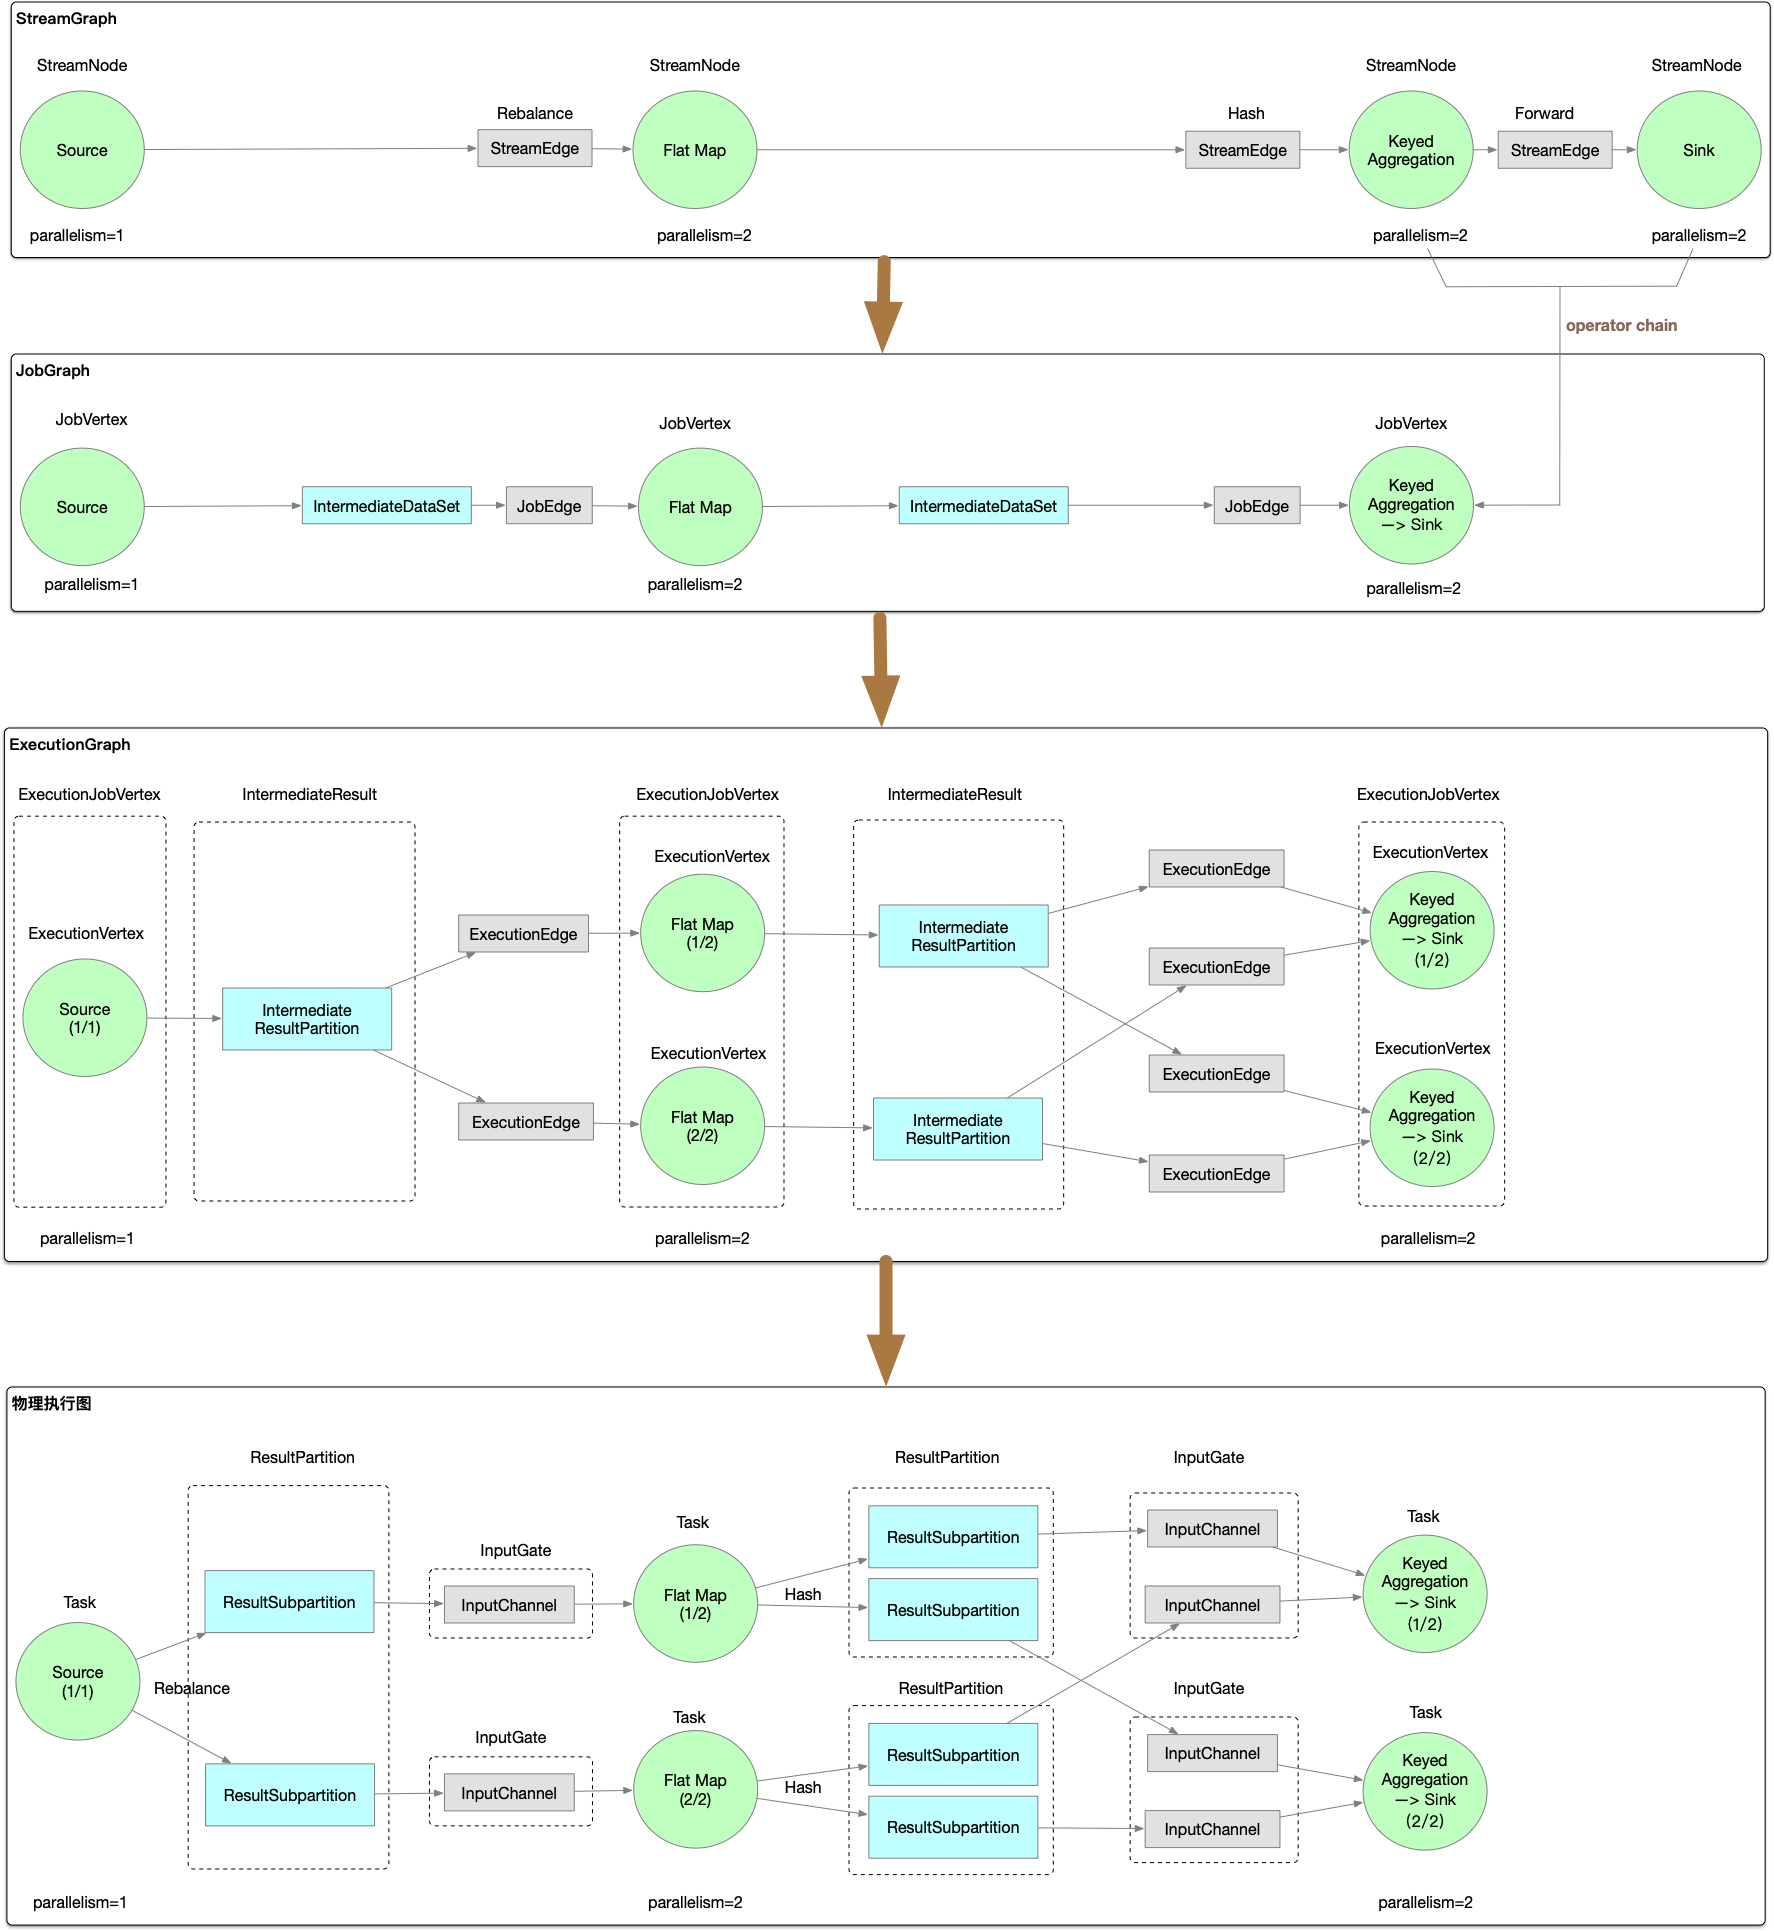 StreamGraph
StreamNode
StreamNode
StreamNode
StreamNode
Rebalance
Hash
Forward
Source
StreamEdge
Flat Map
StreamEdge
Keyed
Aggregation
StreamEdge
Sink
parallelism=1
parallelism=2
parallelism=2
parallelism=2
operator chain
JobGraph
JobVertex
JobVertex
JobVertex
Source
IntermediateDataSet
JobEdge
Flat Map
IntermediateDataSet
JobEdge
Keyed
Aggregation
—> Sink
parallelism=1
parallelism=2
parallelism=2
ExecutionGraph
ExecutionJobVertex
IntermediateResult
ExecutionJobVertex
IntermediateResult
ExecutionJobVertex
ExecutionVertex
Source
(1/1)
Intermediate
ResultPartition
ExecutionEdge
ExecutionEdge
ExecutionVertex
Flat Map
(1/2)
ExecutionVertex
Flat Map
(2/2)
Intermediate
ResultPartition
Intermediate
ResultPartition
ExecutionEdge
ExecutionEdge
ExecutionEdge
ExecutionEdge
ExecutionVertex
Keyed
Aggregation
—> Sink
(1/2)
ExecutionVertex
Keyed
Aggregation
—> Sink
(2/2)
parallelism=1
parallelism=2
parallelism=2
物理执行图
Task
Source
(1/1)
Rebalance
ResultPartition
ResultSubpartition
ResultSubpartition
InputGate
InputChannel
InputGate
InputChannel
Task
Flat Map
(1/2)
Hash
Task
Flat Map
(2/2)
Hash
ResultPartition
ResultSubpartition
ResultSubpartition
ResultPartition
ResultSubpartition
ResultSubpartition
InputGate
InputChannel
InputChannel
InputGate
InputChannel
InputChannel
Task
Keyed
Aggregation
—> Sink
(1/2)
Task
Keyed
Aggregation
—> Sink
(2/2)
parallelism=1
parallelism=2
parallelism=2